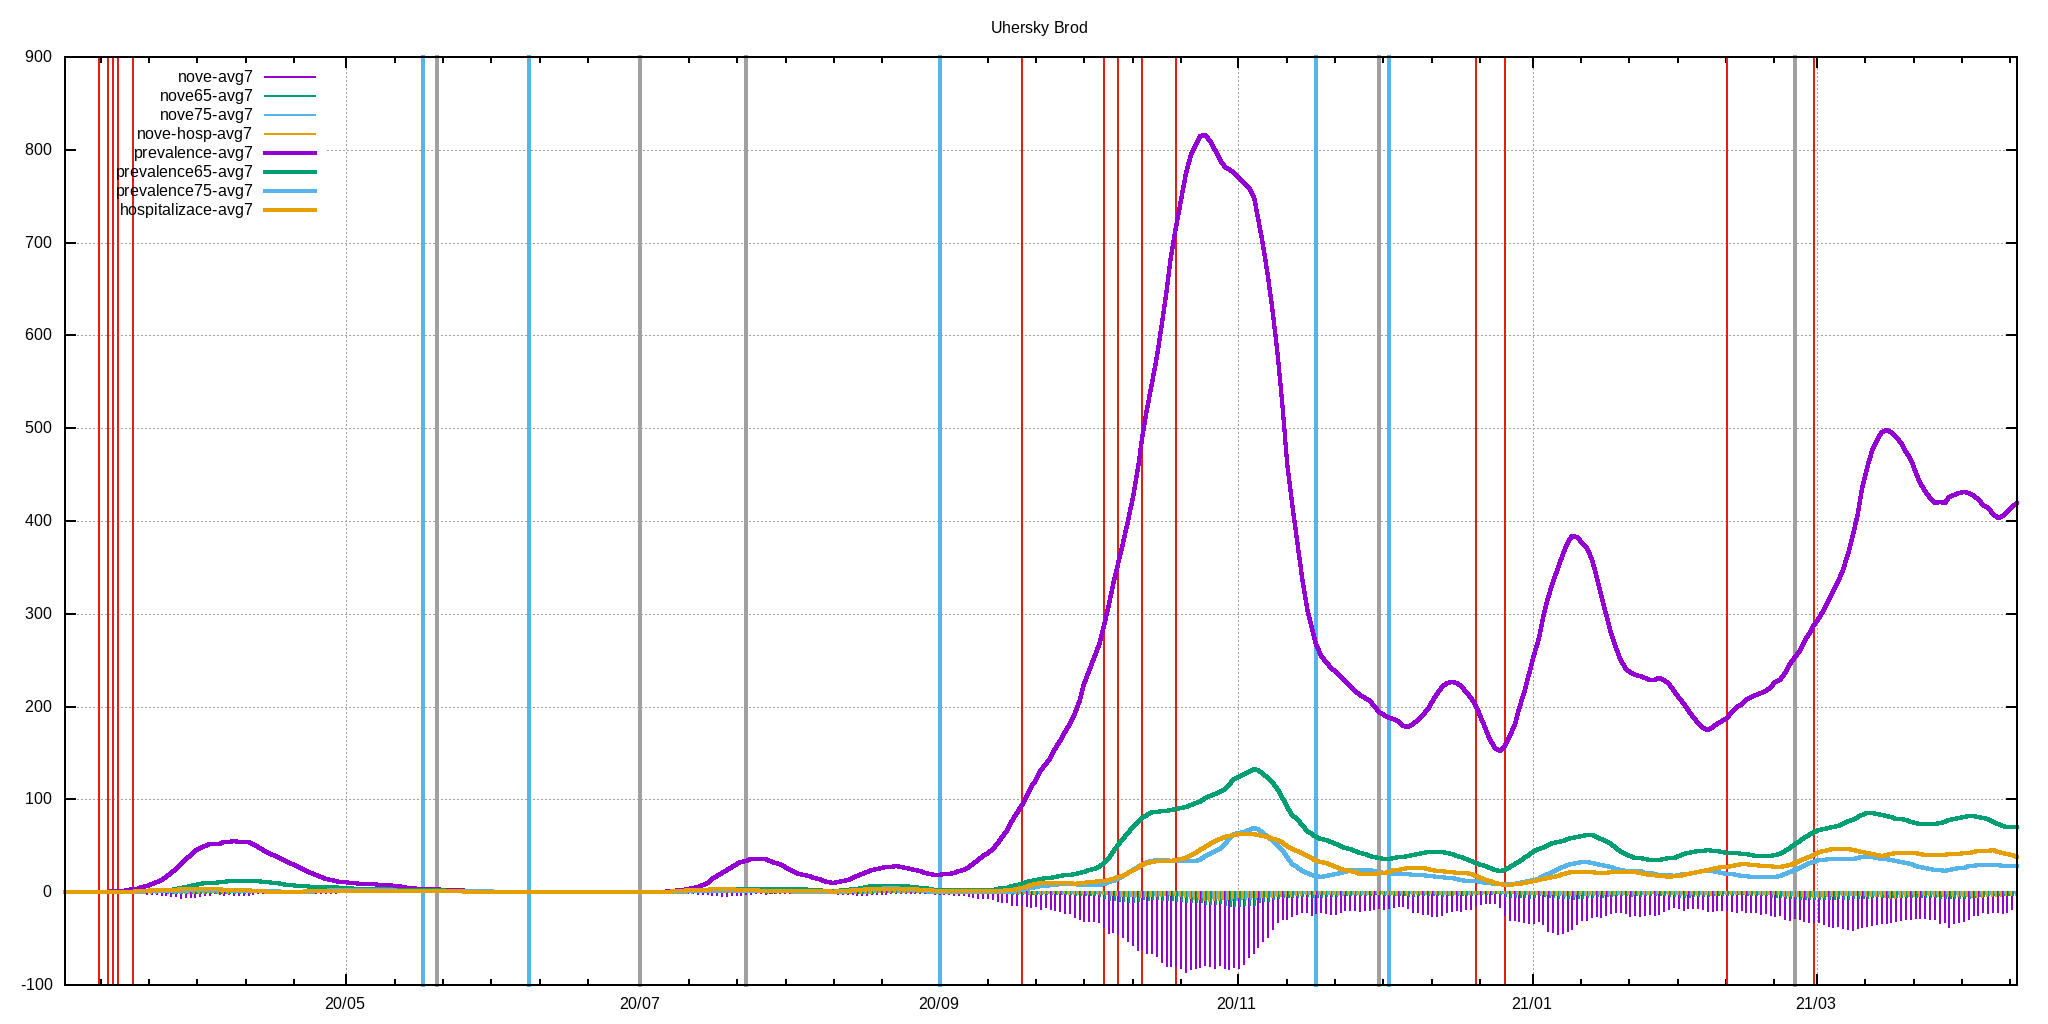 Uhersky Brod
900
800
700
600
500
400
300
200
100
0
-100
nove-avg7
nove65-avg7
nove75-avg7
nove-hosp-avg7
prevalence-avg7
prevalence65-avg7
prevalence75-avg7
hospitalizace-avg7
20/05 20/07 20/09 20/11 21/01 21/03